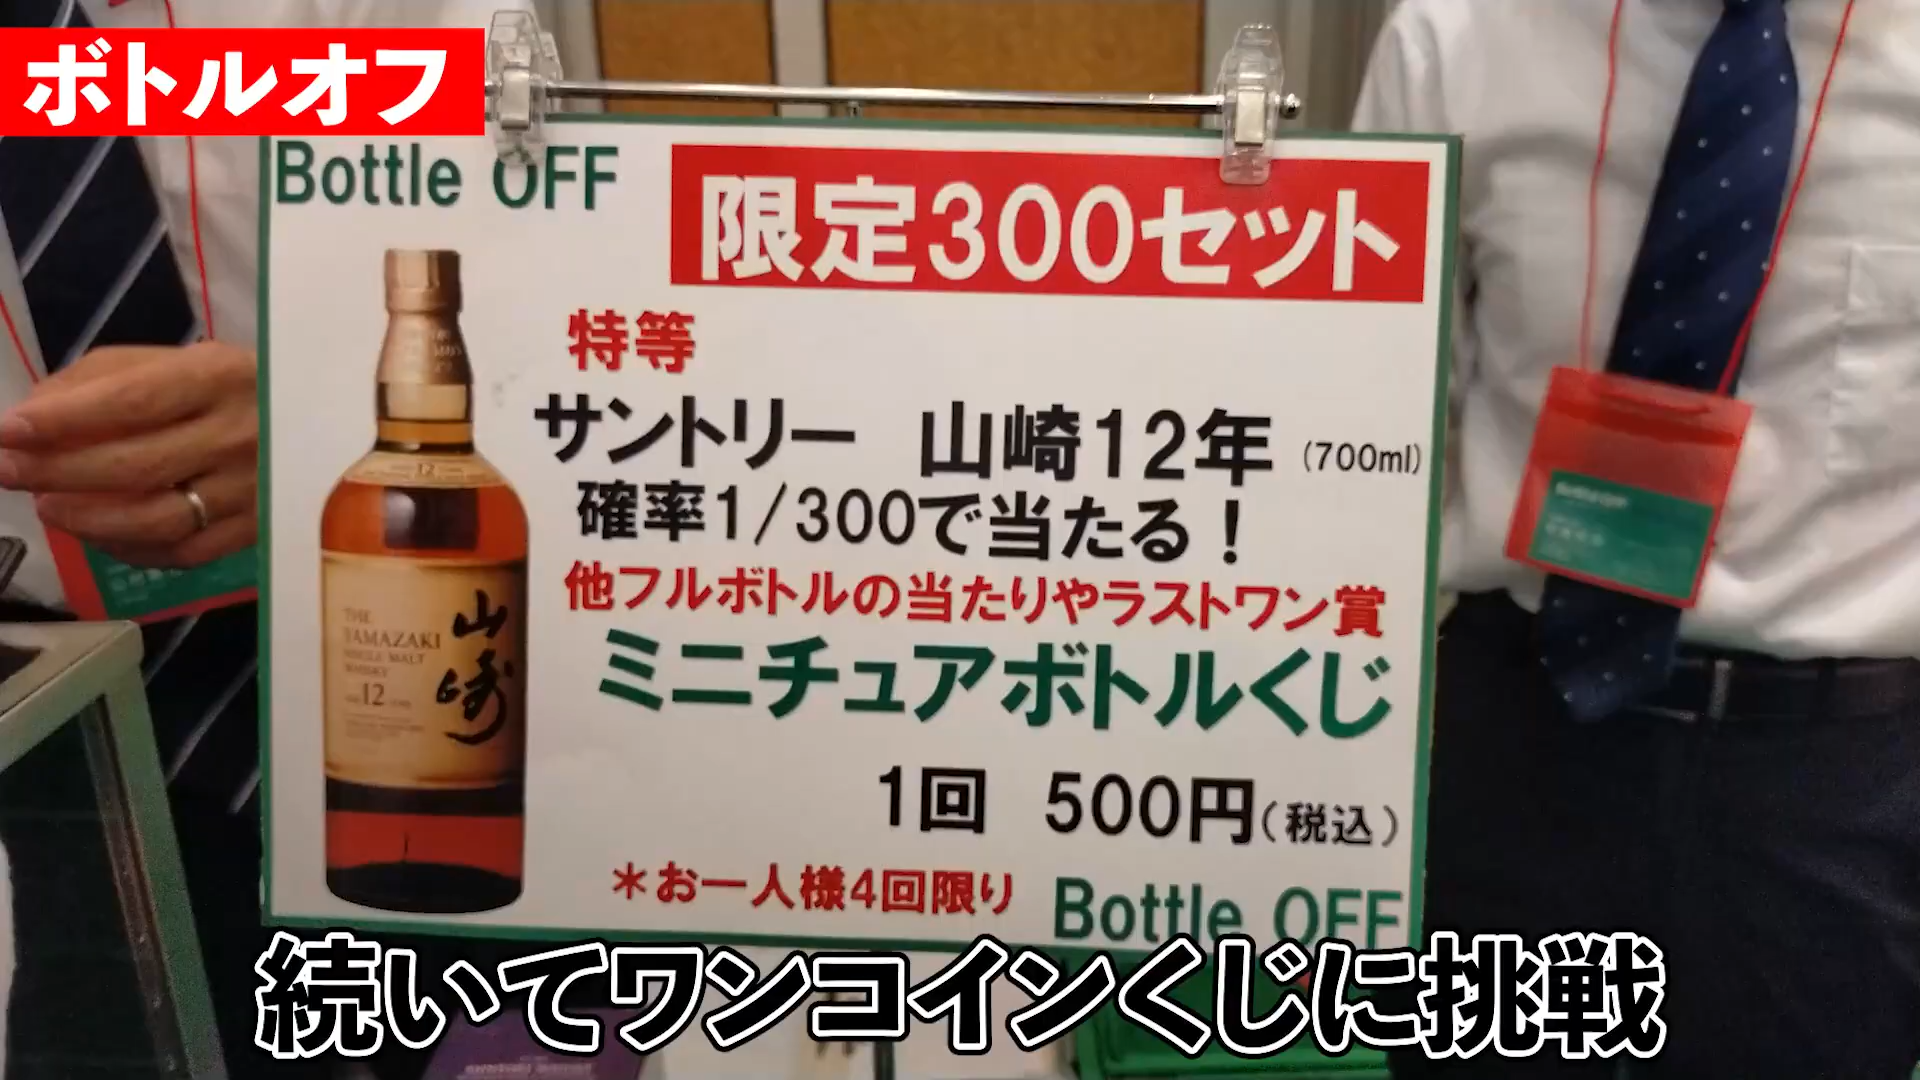 ボトルオフ
Bottle OFF
限定300セット
特等
サントリー 山崎12年 (700ml)
確率1/300で当たる！
他フルボトルの当たりやラストワン賞
ミニチュアボトルくじ
1回 500円（税込）
＊お一人様4回限り
Bottle OFF
12
THE
YAMAZAKI
SINGLE MALT
WHISKY
12
山崎
続いてワンコインくじに挑戦